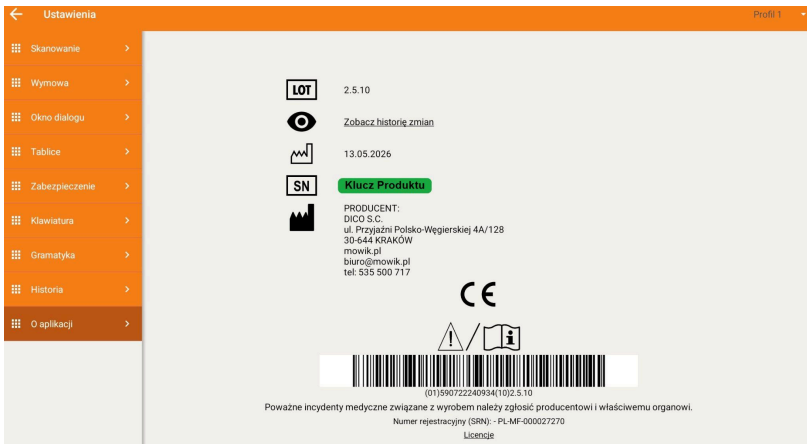 Ustawienia
Profil 1
Skanowanie
Wymowa
Okno dialogu
Tablice
Zabezpieczenie
Klawiatura
Gramatyka
Historia
O aplikacji
LOT 2.5.10
Zobacz historię zmian
13.05.2026
SN Klucz Produktu
PRODUCENT:
DICO S.C.
ul. Przyjaźni Polsko-Węgierskiej 4A/128
30-644 KRAKÓW
mowik.pl
biuro@mowik.pl
tel: 535 500 717
CE
(01)590722240934(10)2.5.10
Poważne incydenty medyczne związane z wyrobem należy zgłosić producentowi i właściwemu organowi.
Numer rejestracyjny (SRN): - PL-MF-000027270
Licencje